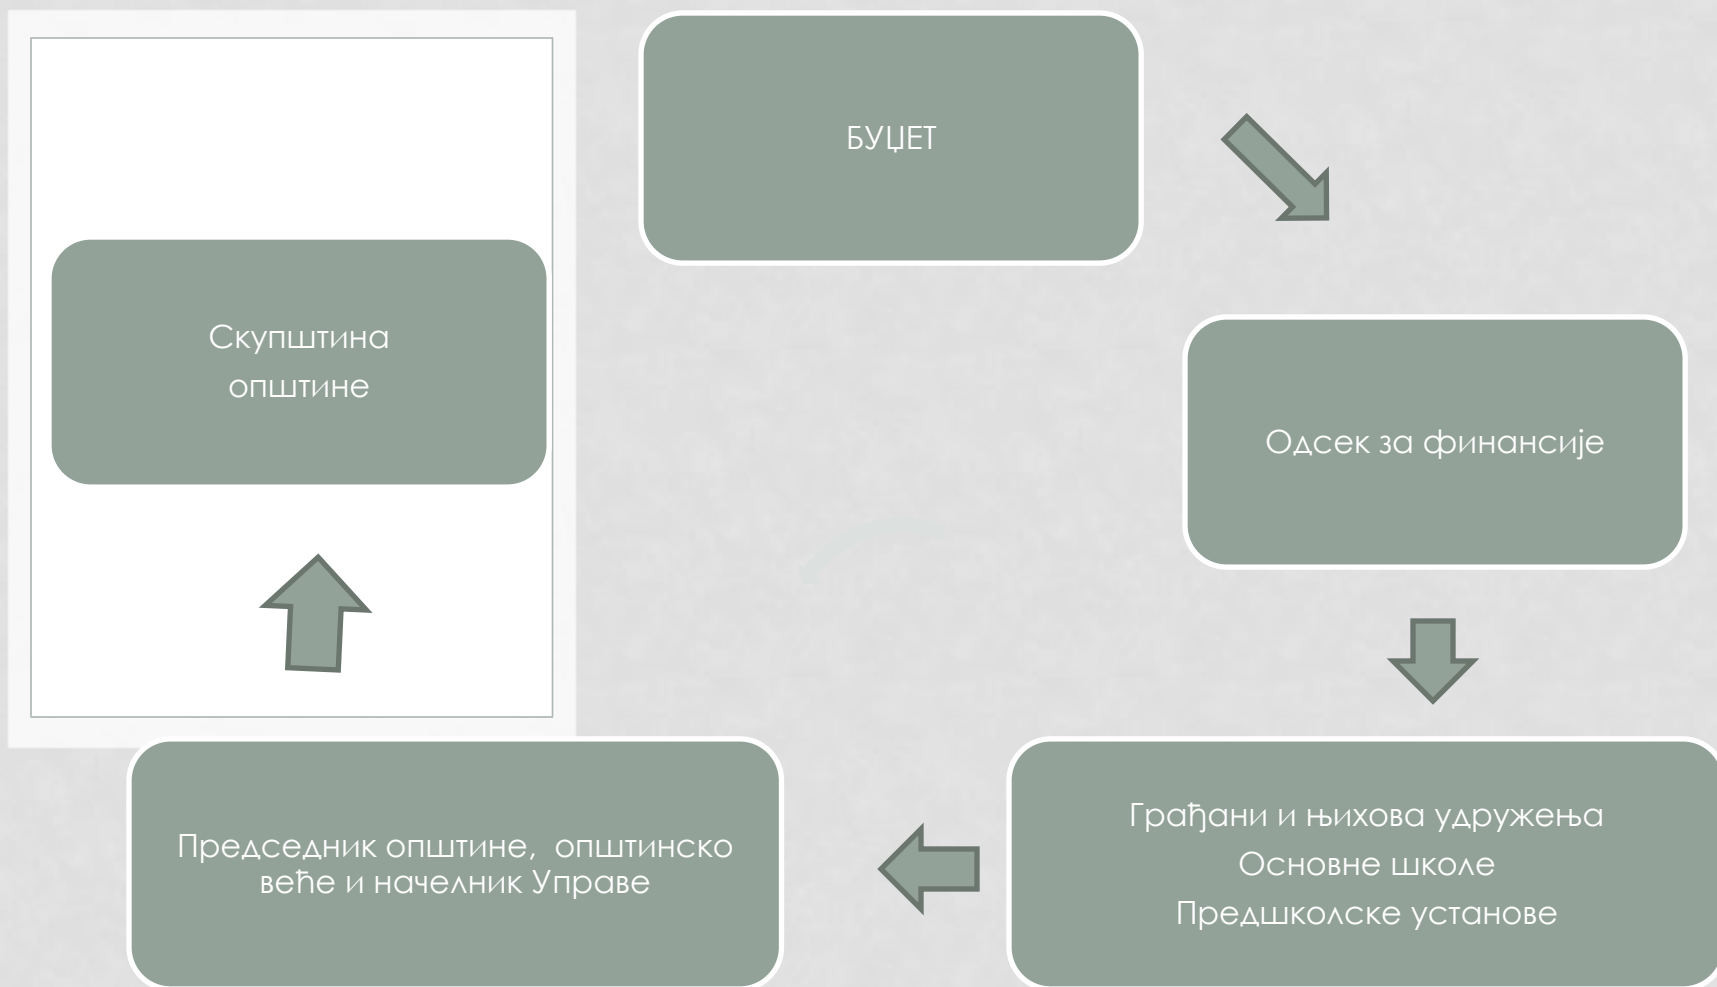 БУЏЕТ
Скупштина
општине
Одсек за финансије
Грађани и њихова удружења
Основне школе
Предшколске установе
Председник општине, општинско
веће и начелник Управе